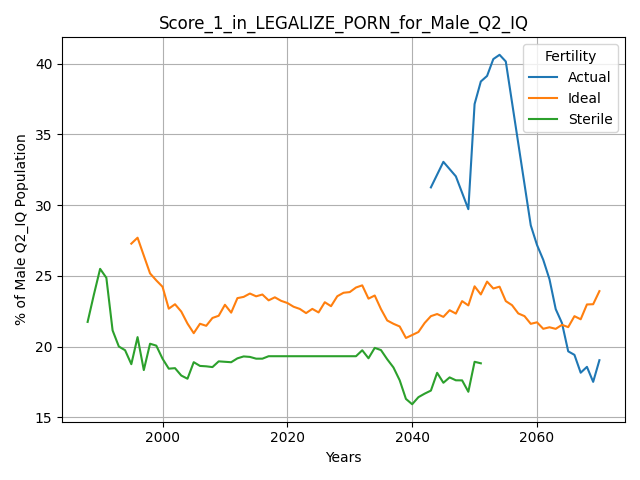 Score_1_in_LEGALIZE_PORN_for_Male_Q2_IQ
Fertility
Actual
Ideal
Sterile
% of Male Q2_IQ Population
40
35
30
25
20
15
2000
2020
2040
2060
Years